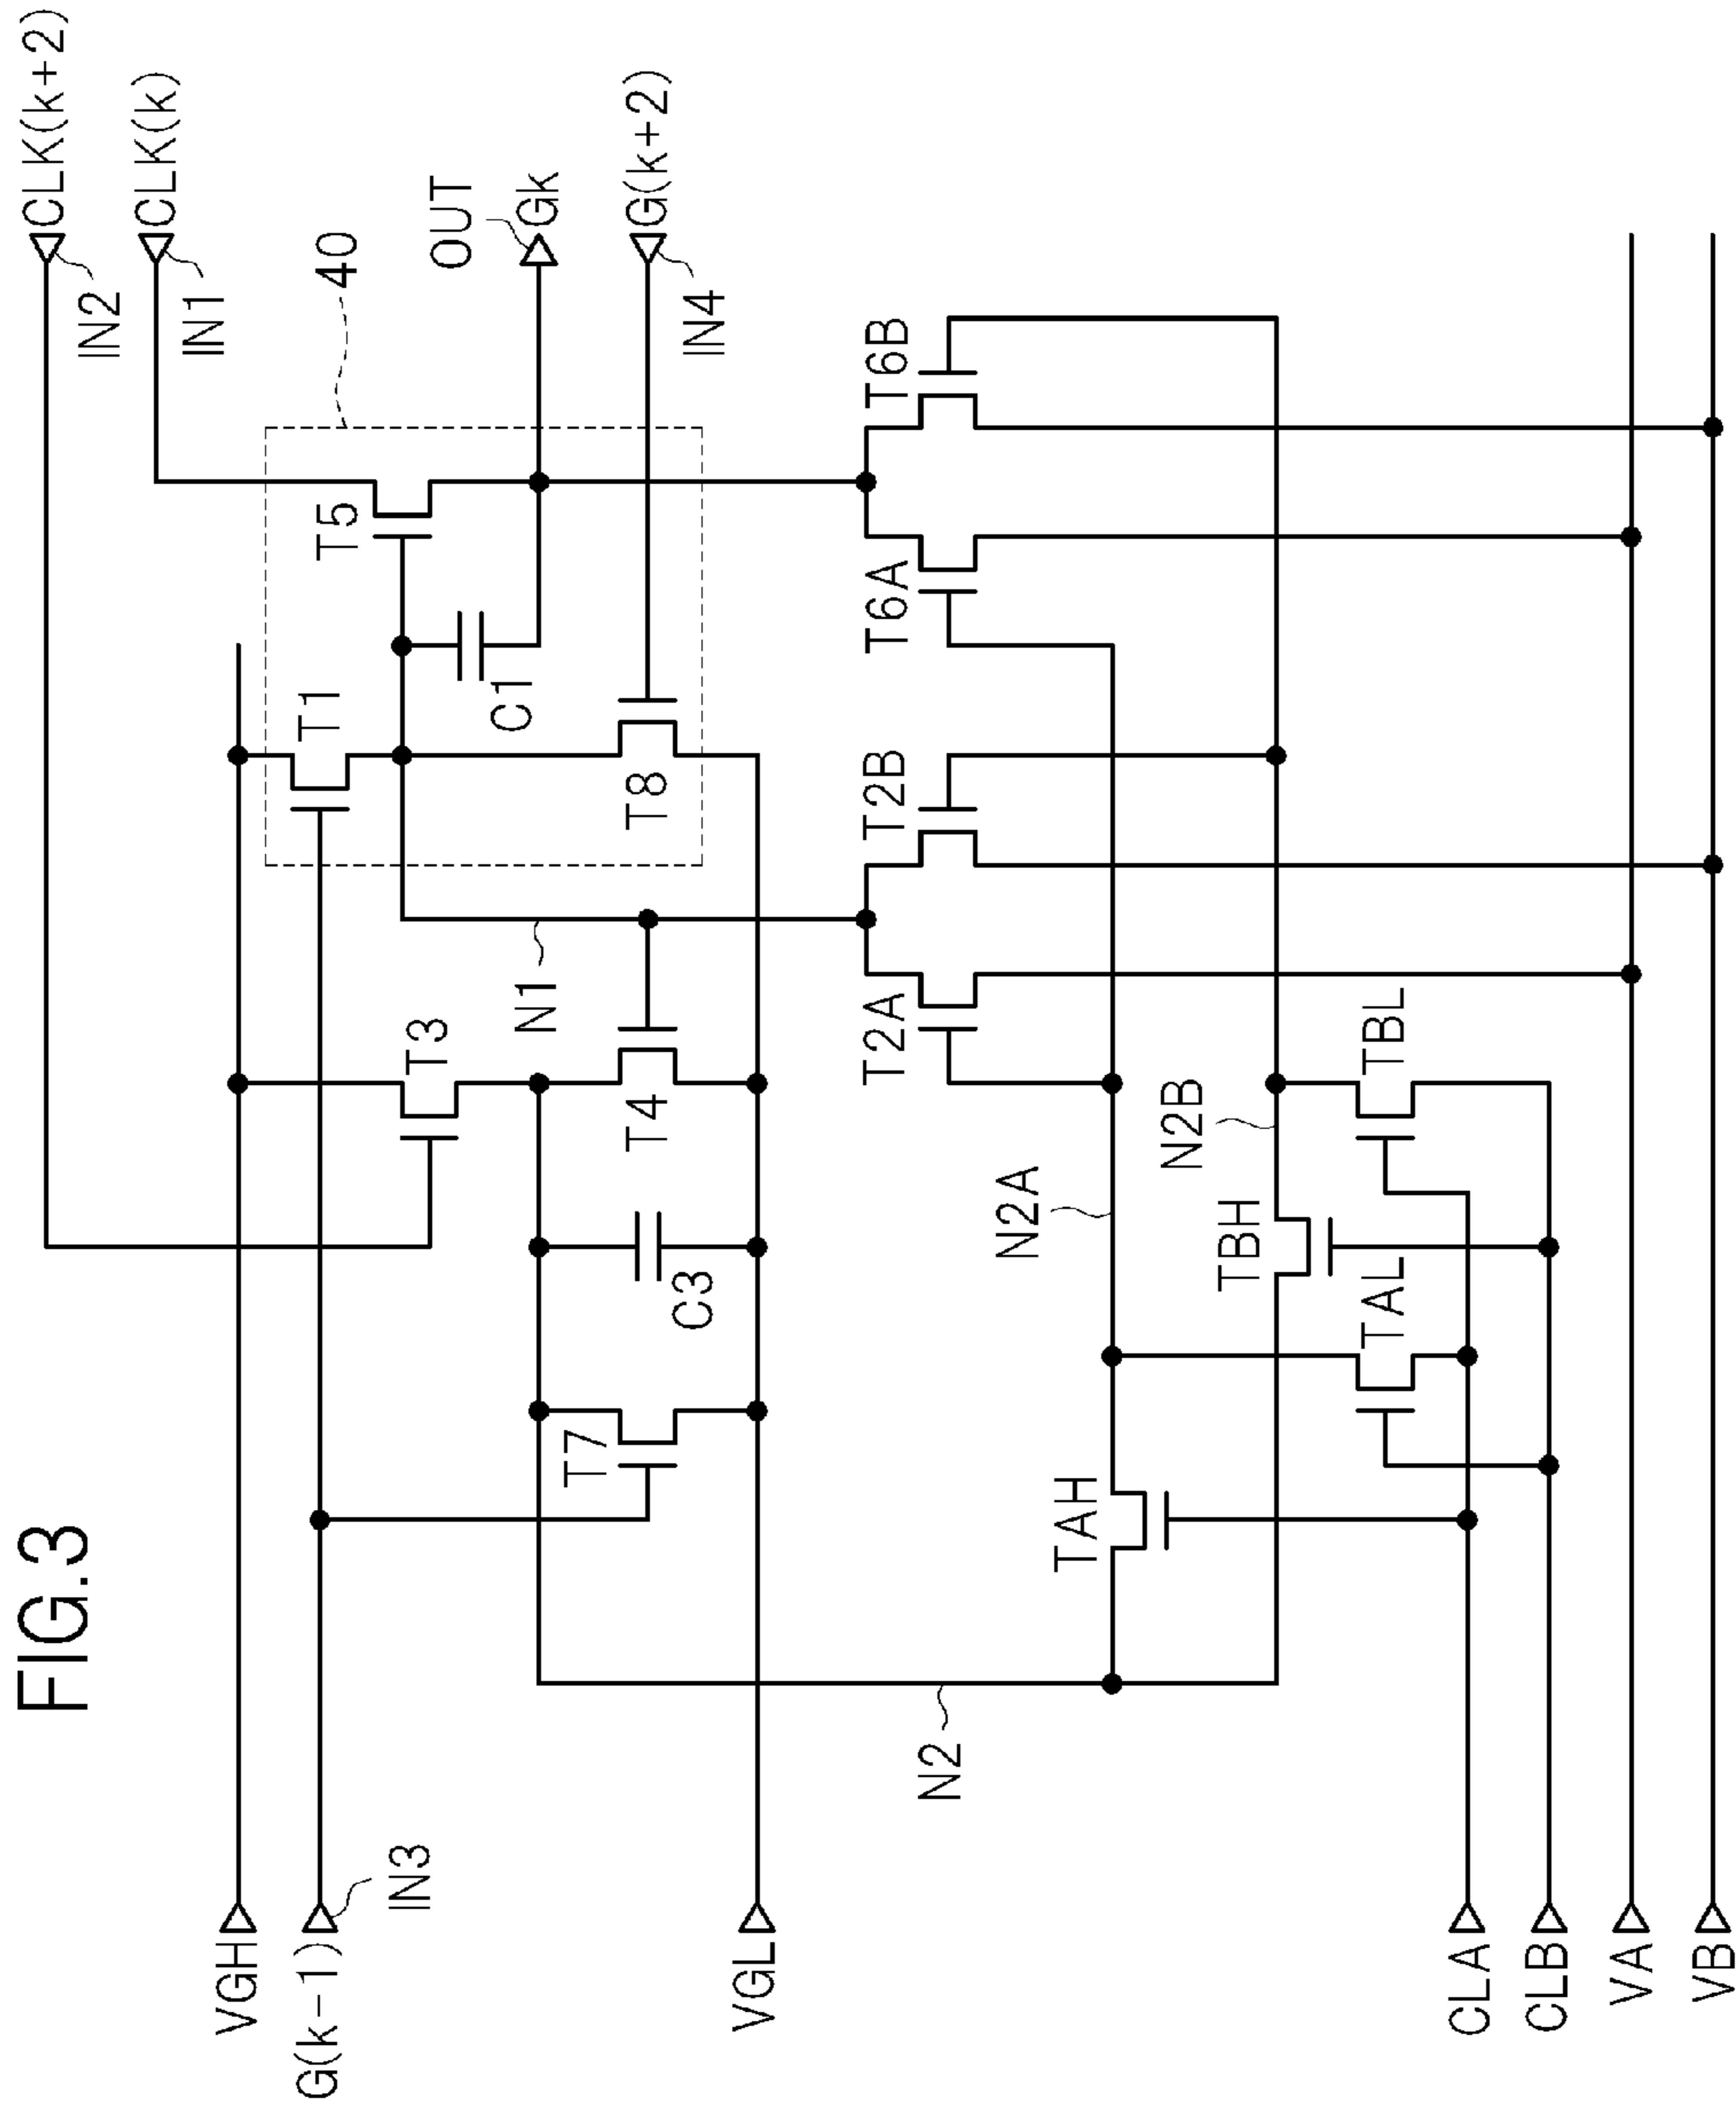 FIG.3
CLK(k+2)
IN2
CLK(k)
IN1
40
OUT
Gk
G(k+2)
IN4
VGH
G(k-1)
IN3
VGL
T1
T5
C1
T8
T3
N1
T4
C3
T7
T2A
T2B
T6A
T6B
N2
N2A
N2B
TAH
TBH
TAL
TBL
CLA
CLB
VA
VB